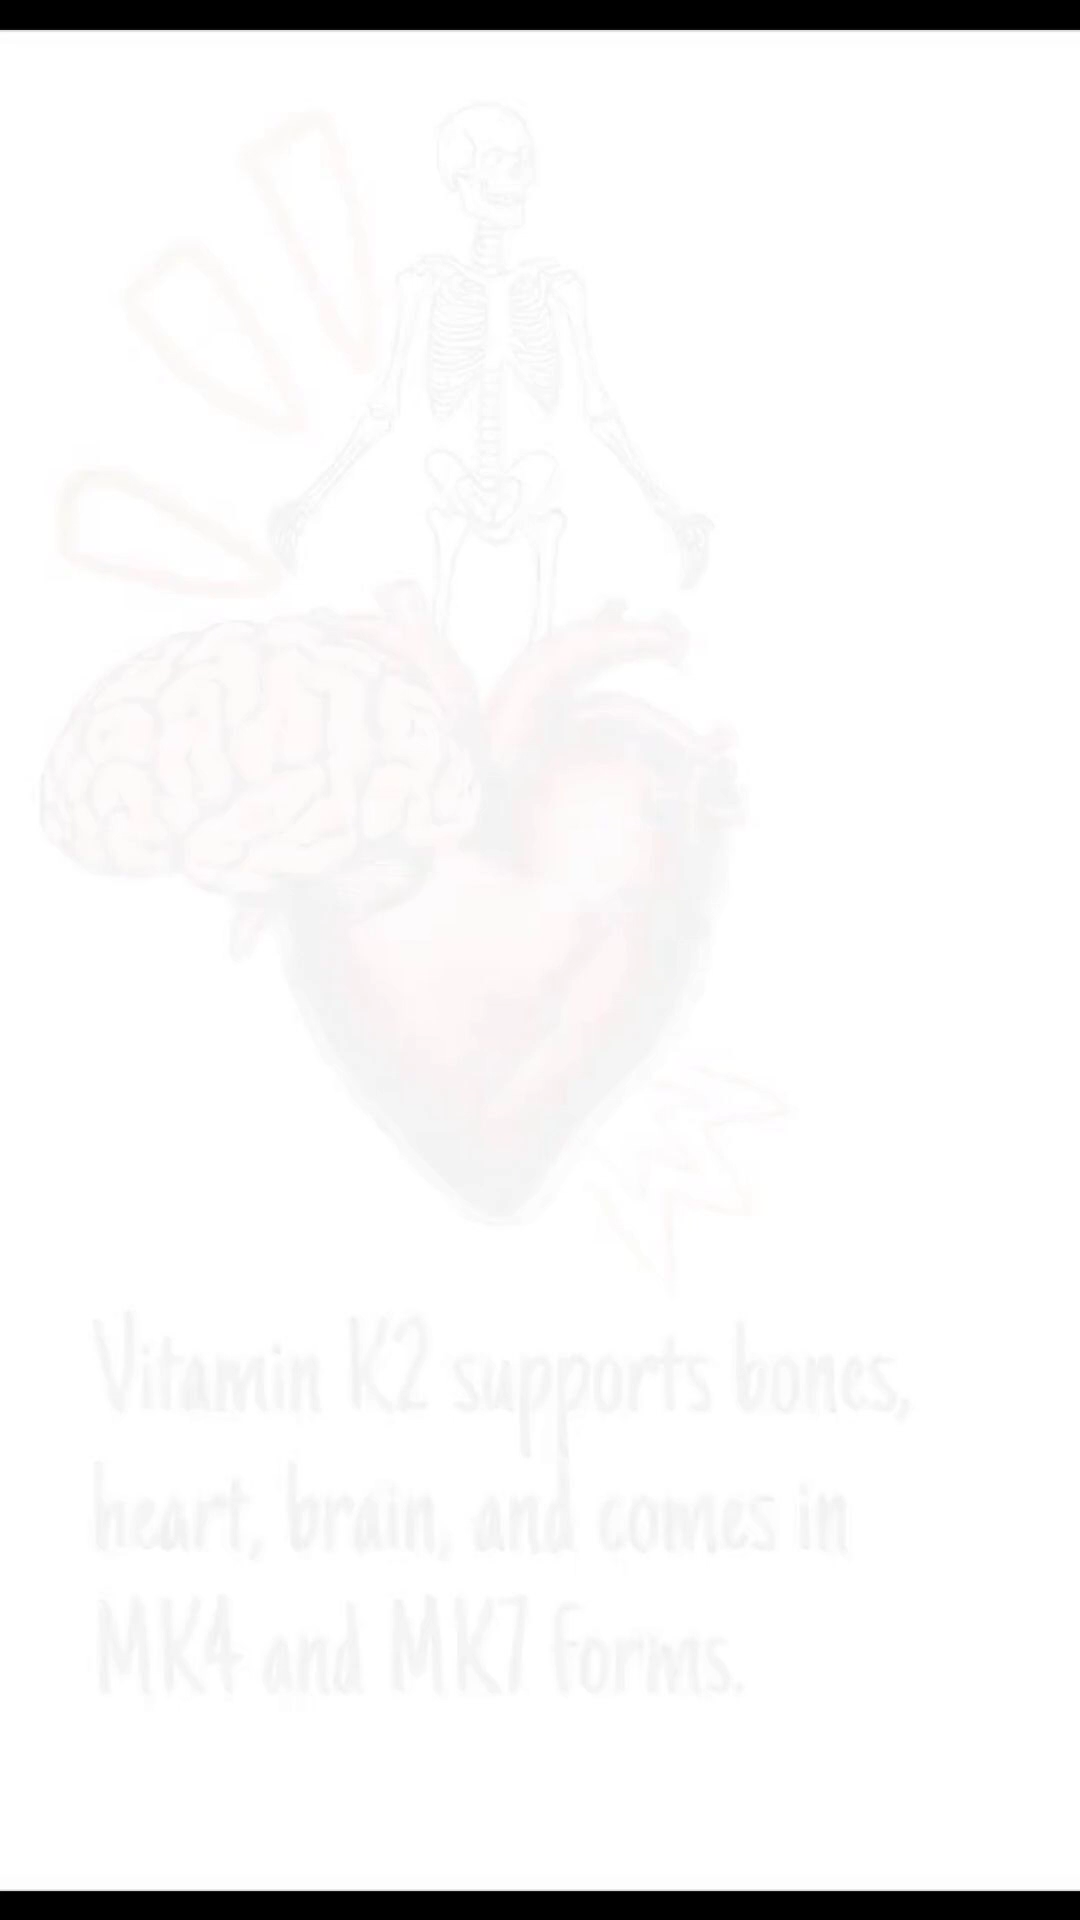 Vitamin K2 supports bones,
heart, brain, and comes in
MK4 and MK7 forms.